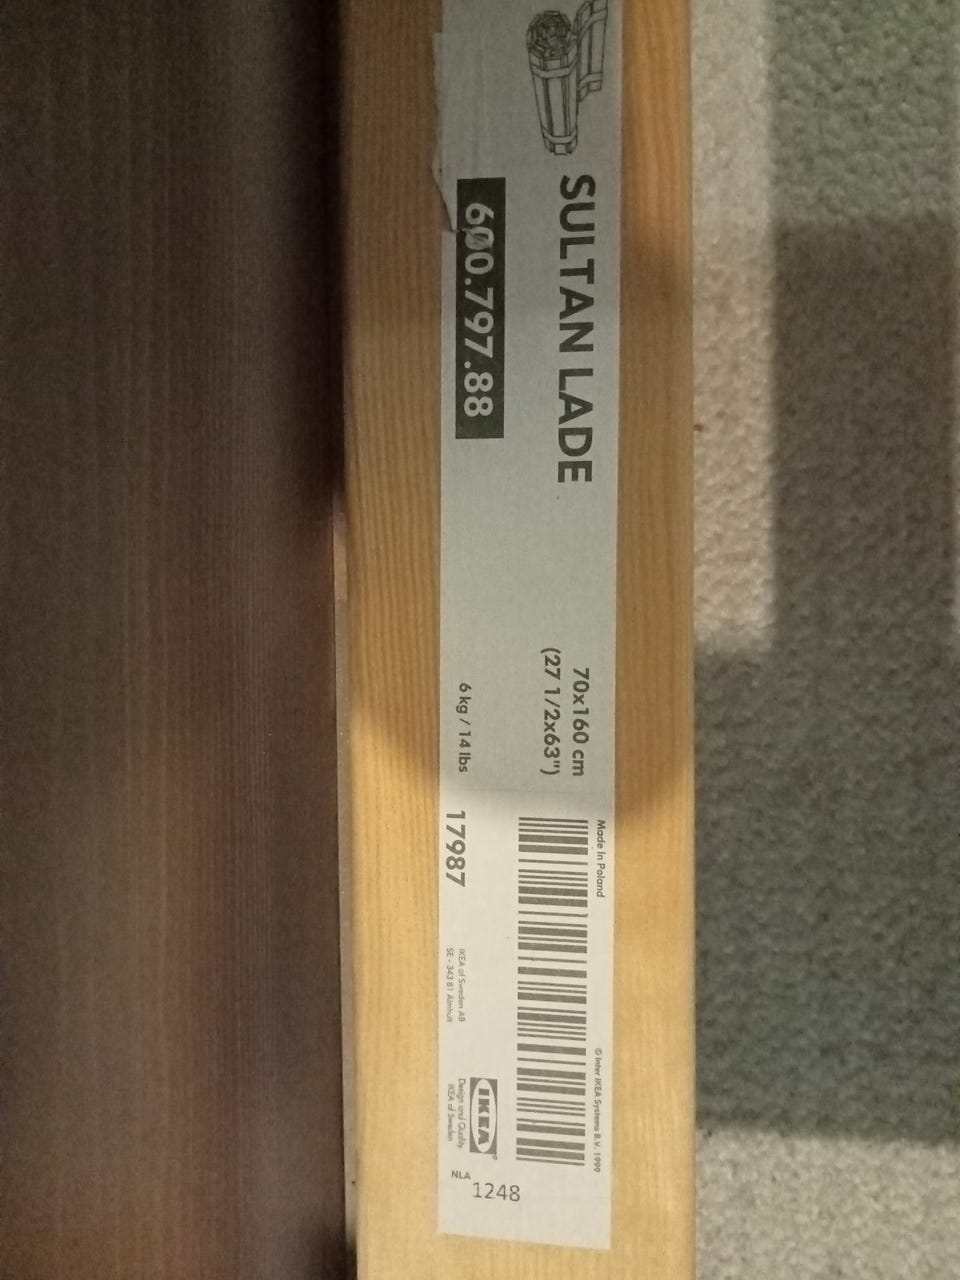 SULTAN LADE
600.797.88
70x160 cm
(27 1/2x63")
6 kg / 14 lbs
17987
Made in Poland
© Inter IKEA Systems B.V. 1999
IKEA of Sweden AB
SE - 343 81 Älmhult
IKEA®
Design and Quality
IKEA of Sweden
NLA
1248